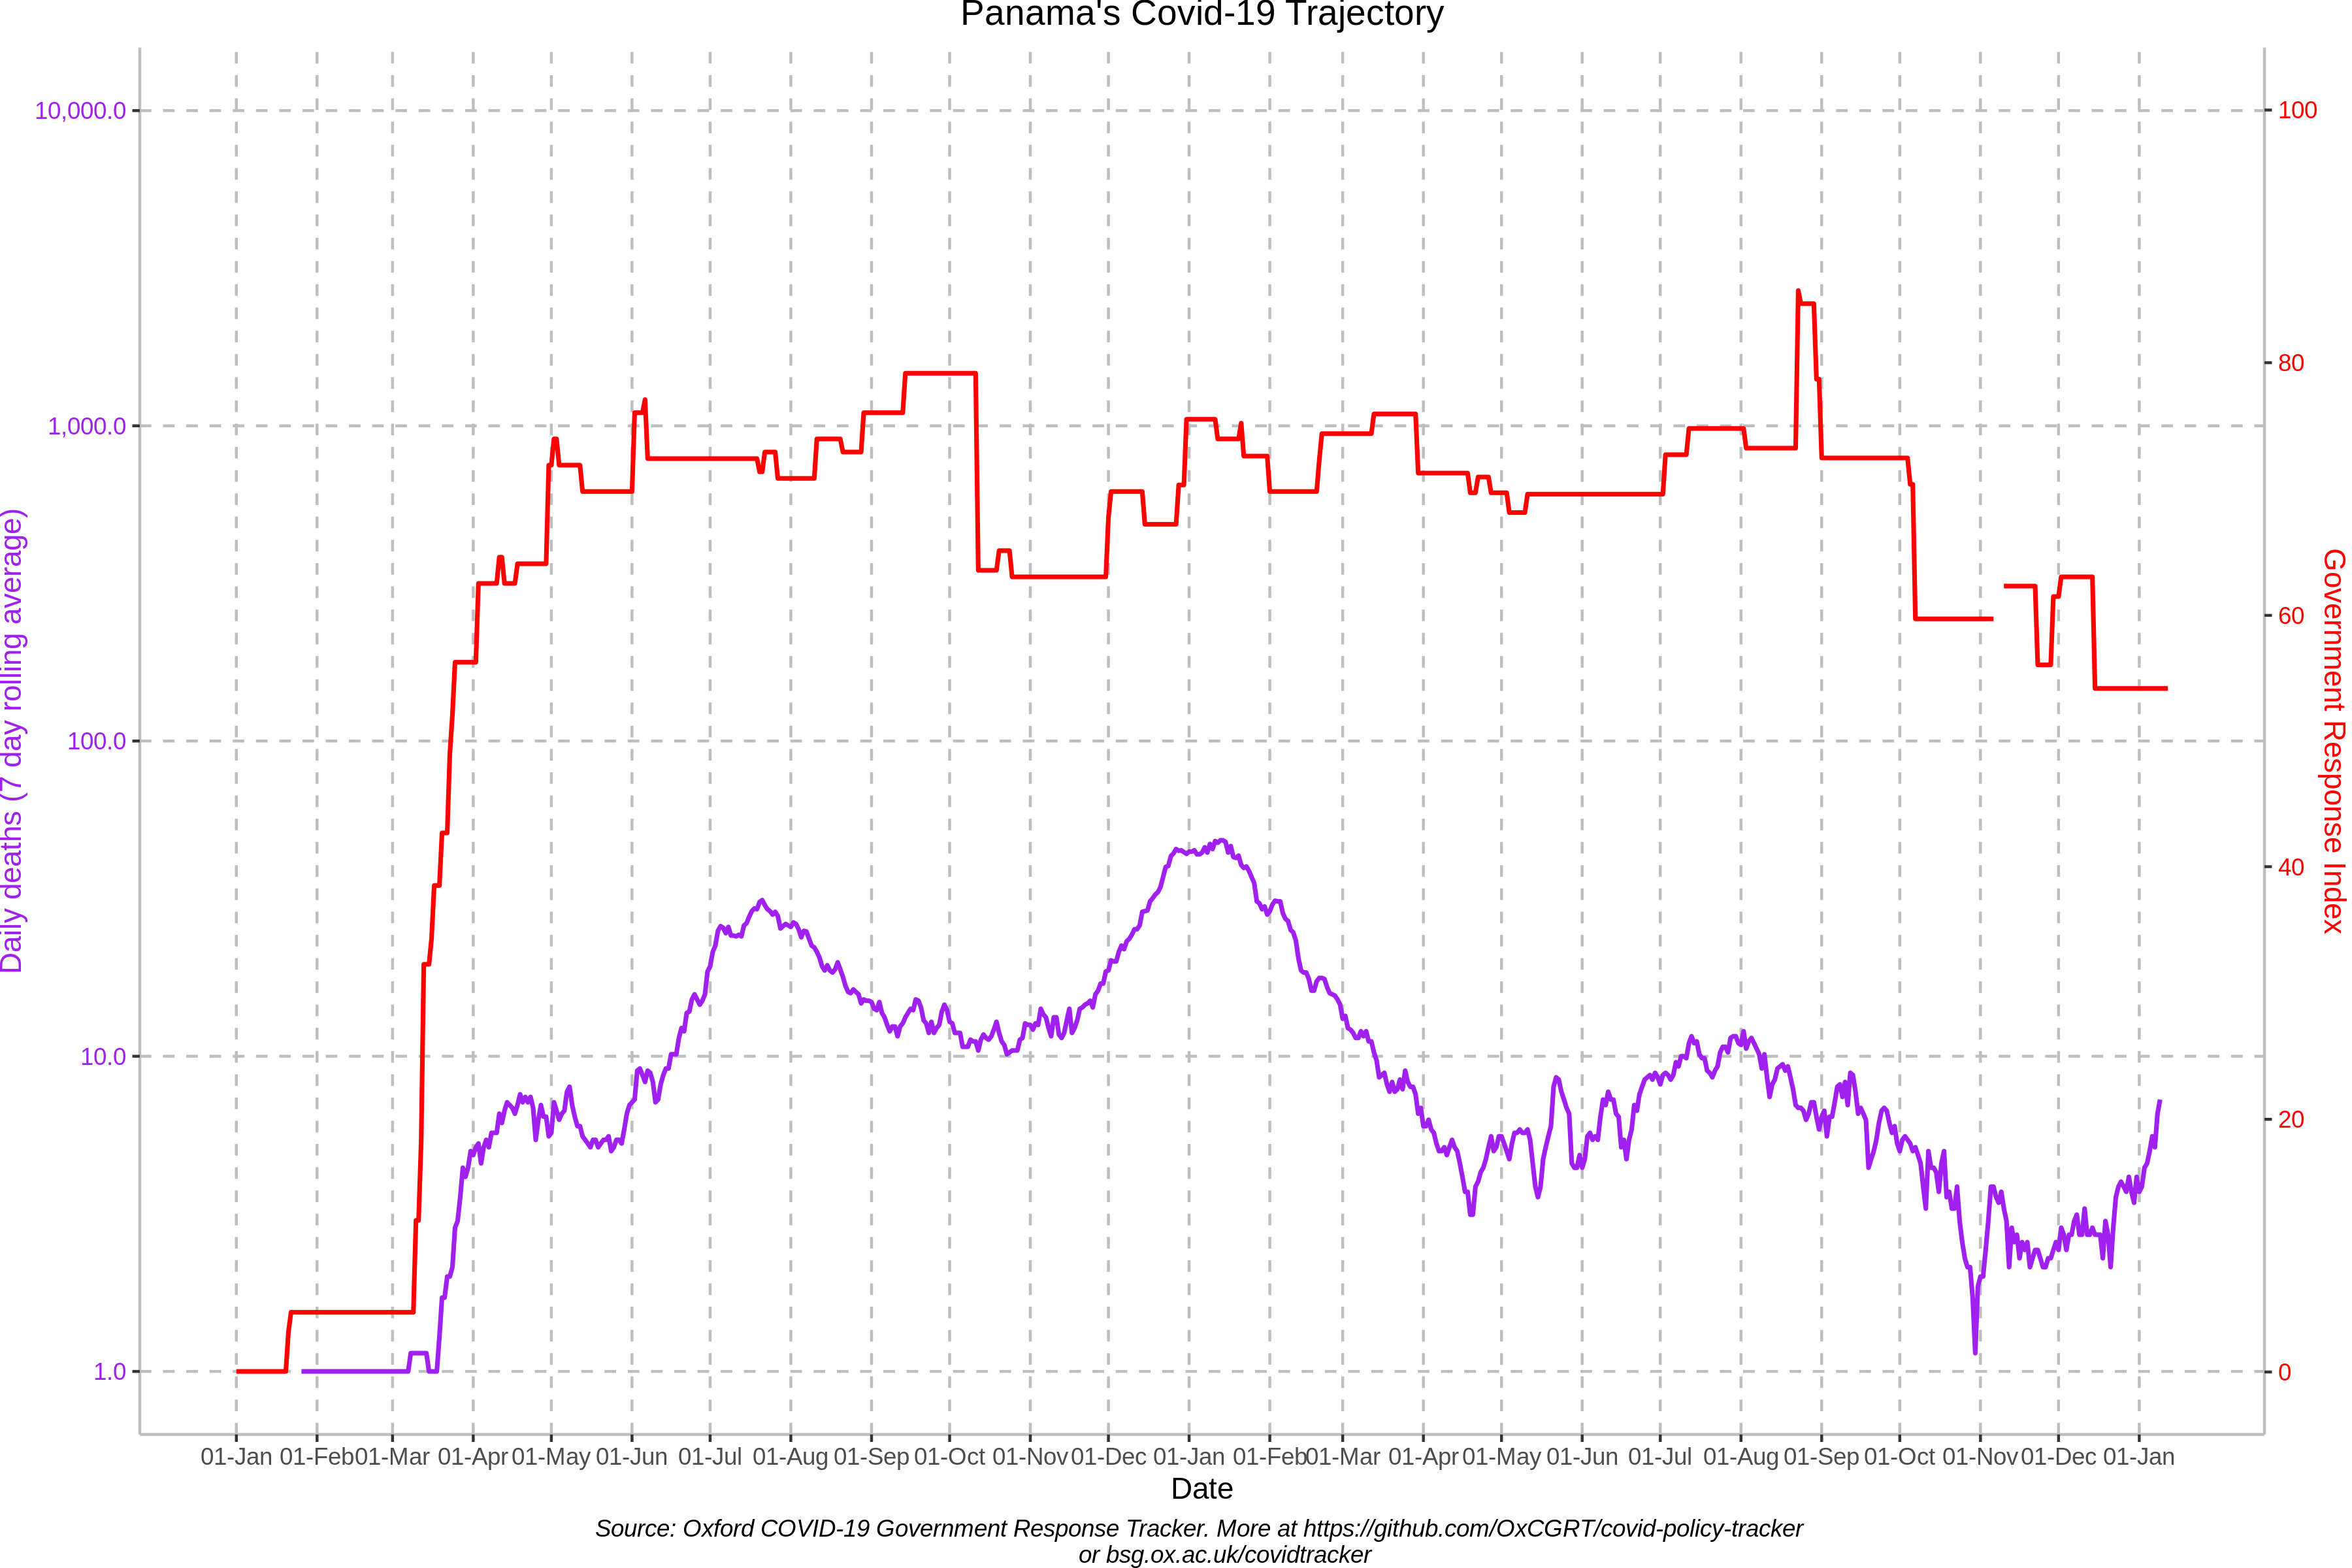 Panama's Covid-19 Trajectory
10,000.0
1,000.0
100.0
10.0
1.0
Daily deaths (7 day rolling average)
100
80
60
40
20
0
Government Response Index
01-Jan 01-Feb 01-Mar 01-Apr 01-May 01-Jun 01-Jul 01-Aug 01-Sep 01-Oct 01-Nov 01-Dec 01-Jan 01-Feb 01-Mar 01-Apr 01-May 01-Jun 01-Jul 01-Aug 01-Sep 01-Oct 01-Nov 01-Dec 01-Jan
Date
Source: Oxford COVID-19 Government Response Tracker. More at https://github.com/OxCGRT/covid-policy-tracker
or bsg.ox.ac.uk/covidtracker